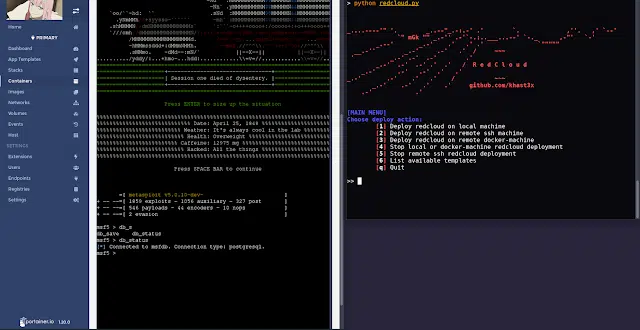 Home
PRIMARY
Dashboard
App Templates
Stacks
Containers
Images
Networks
Volumes
Events
Host
SETTINGS
Extensions
Users
Endpoints
Registries
Settings
portainer.io 1.20.0
Session one died of dysentery.
Press ENTER to size up the situation
Date: April 25, 1848
Weather: It's always cool in the lab
Health: Overweight
Caffeine: 12975 mg
Hacked: All the things
Press SPACE BAR to continue
=[ metasploit v5.0.10-dev- ]
+ -- --=[ 1859 exploits - 1056 auxiliary - 327 post ]
+ -- --=[ 546 payloads - 44 encoders - 10 nops ]
+ -- --=[ 2 evasion ]
msf5 > db_s
db_save db_status
msf5 > db_status
[*] Connected to msfdb. Connection type: postgresql.
msf5 >
> python redcloud.py
RedCloud
github/khast3x
[MAIN MENU]
Choose deploy action:
[1] Deploy redcloud on local machine
[2] Deploy redcloud on remote ssh machine
[3] Deploy redcloud on remote docker-machine
[4] Stop local or docker-machine redcloud deployment
[5] Stop remote ssh redcloud deployment
[6] List available templates
[q] Quit
>>